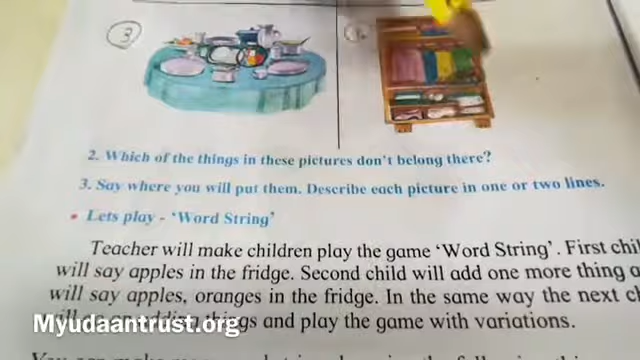 3
2. Which of the things in these pictures don't belong there?
3. Say where you will put them. Describe each picture in one or two lines.
• Lets play - 'Word String'
Teacher will make children play the game 'Word String'. First
will say apples in the fridge. Second child will add one more thing
will say apples, oranges in the fridge. In the same way the next
things and play the game with variations.
Myudaantrust.org